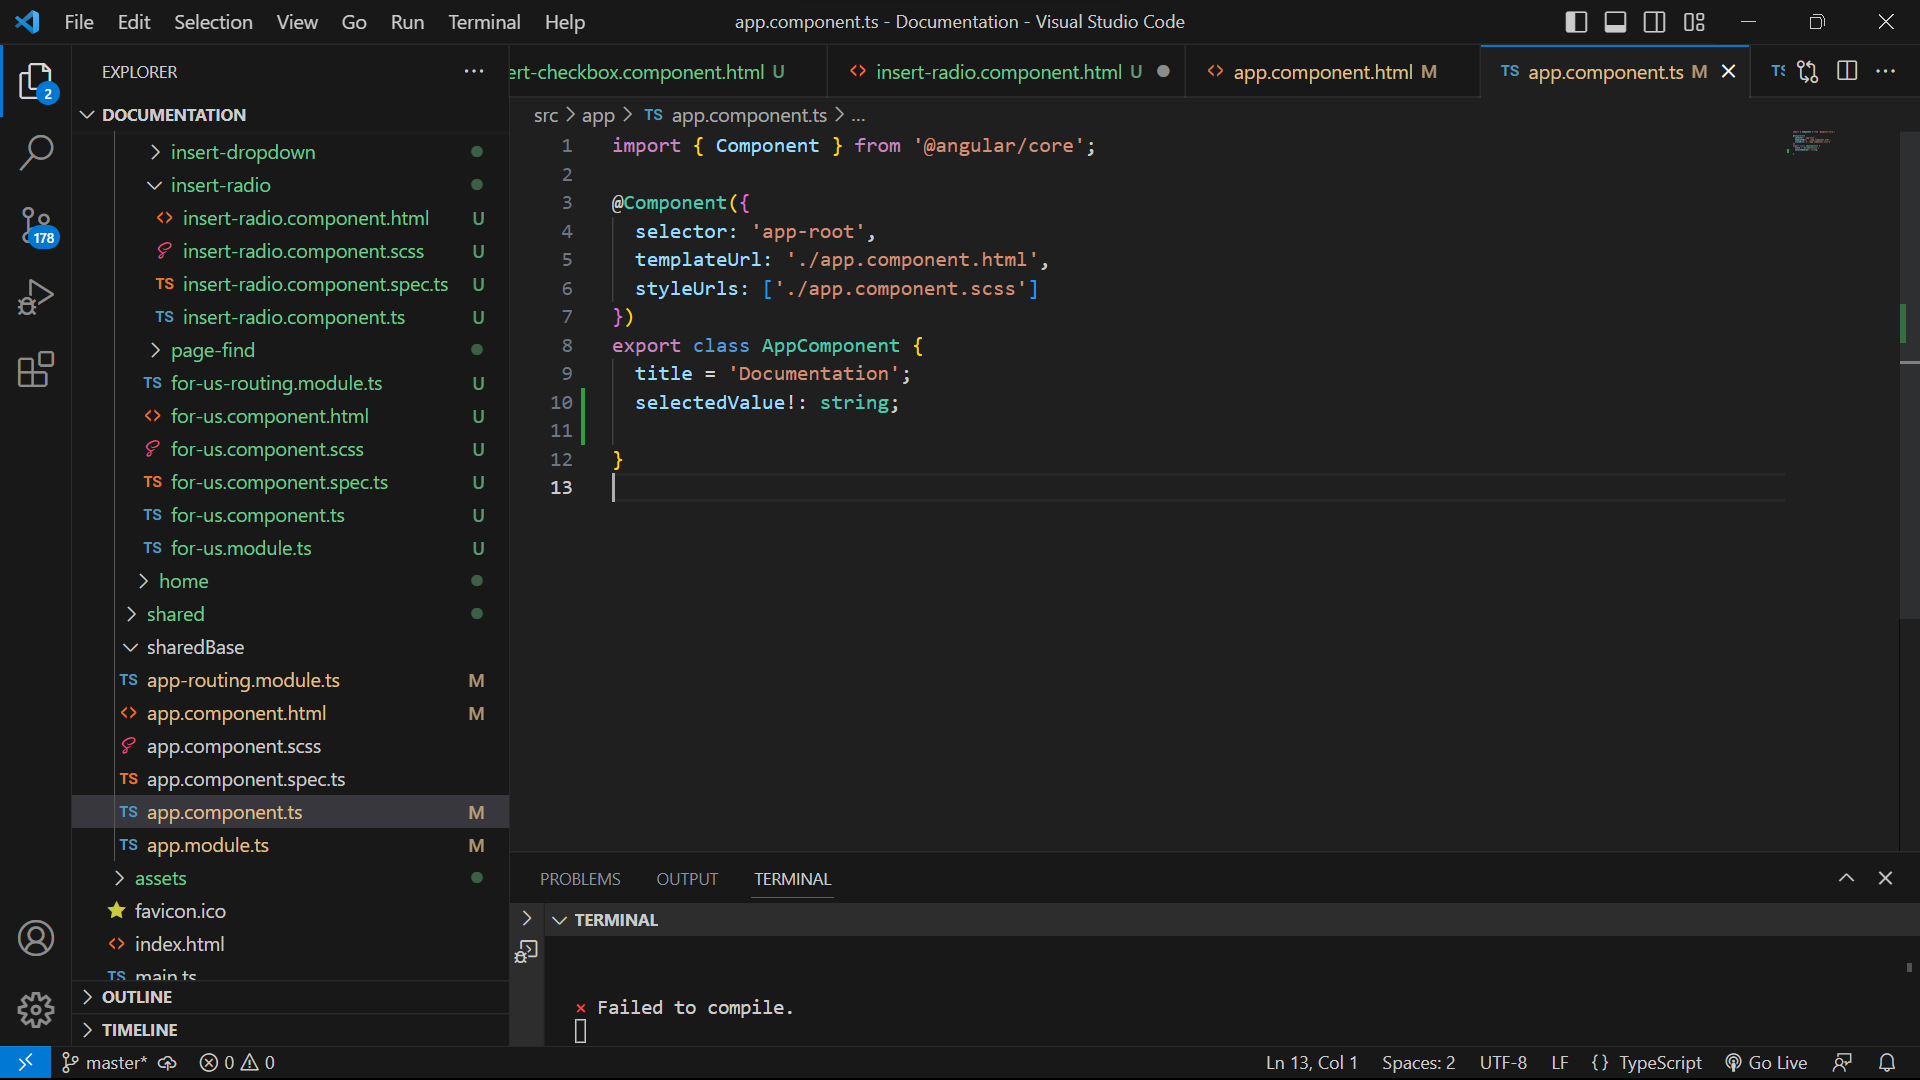 File Edit Selection View Go Run Terminal Help
app.component.ts - Documentation - Visual Studio Code
2
178
EXPLORER
DOCUMENTATION
insert-dropdown
insert-radio
insert-radio.component.html U
insert-radio.component.scss U
TS insert-radio.component.spec.ts U
TS insert-radio.component.ts U
page-find
TS for-us-routing.module.ts U
for-us.component.html U
for-us.component.scss U
TS for-us.component.spec.ts U
TS for-us.component.ts U
TS for-us.module.ts U
home
shared
sharedBase
TS app-routing.module.ts M
app.component.html M
app.component.scss
TS app.component.spec.ts
TS app.component.ts M
TS app.module.ts M
assets
favicon.ico
index.html
TS main.ts
OUTLINE
TIMELINE
ert-checkbox.component.html U
insert-radio.component.html U
app.component.html M
TS app.component.ts M
TS
src > app > TS app.component.ts > ...
1 import { Component } from '@angular/core';
2
3 @Component({
4 selector: 'app-root',
5 templateUrl: './app.component.html',
6 styleUrls: ['./app.component.scss']
7 })
8 export class AppComponent {
9 title = 'Documentation';
10 selectedValue!: string;
11
12 }
13
PROBLEMS OUTPUT TERMINAL
TERMINAL
× Failed to compile.
master* 0 0
Ln 13, Col 1 Spaces: 2 UTF-8 LF {} TypeScript Go Live